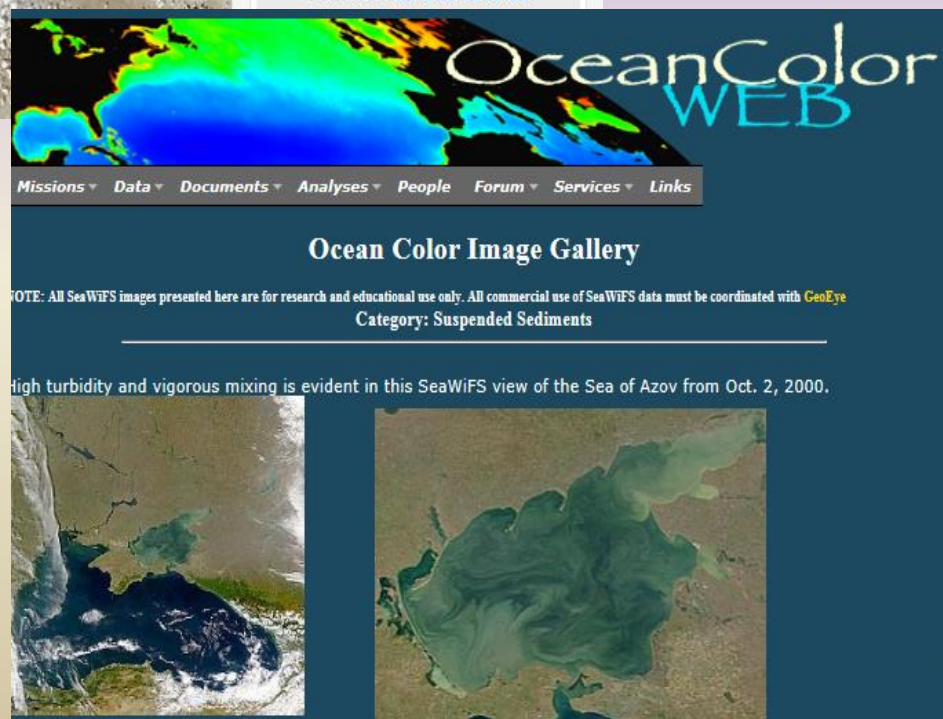 OceanColor
WEB
Missions Data Documents Analyses People Forum Services Links
Ocean Color Image Gallery
NOTE: All SeaWiFS images presented here are for research and educational use only. All commercial use of SeaWiFS data must be coordinated with GeoEye
Category: Suspended Sediments
High turbidity and vigorous mixing is evident in this SeaWiFS view of the Sea of Azov from Oct. 2, 2000.